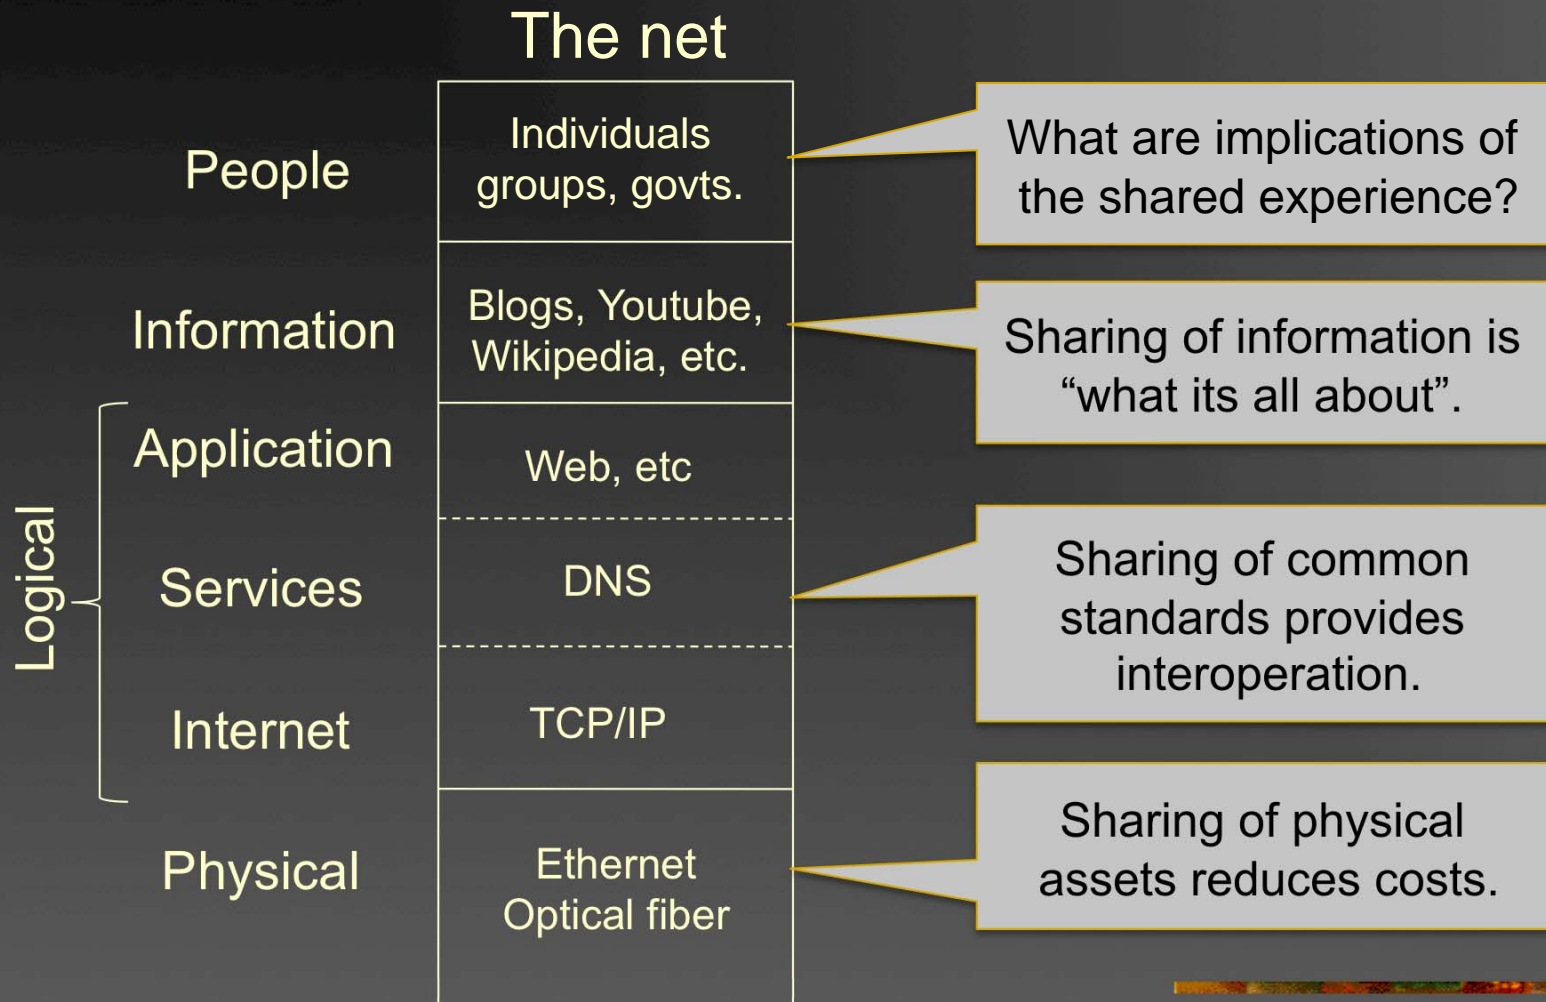 The net
People
Individuals
groups, govts.
What are implications of
the shared experience?
Information
Blogs, Youtube,
Wikipedia, etc.
Sharing of information is
“what its all about”.
Logical
Application
Web, etc
Services
DNS
Sharing of common
standards provides
interoperation.
Internet
TCP/IP
Physical
Ethernet
Optical fiber
Sharing of physical
assets reduces costs.